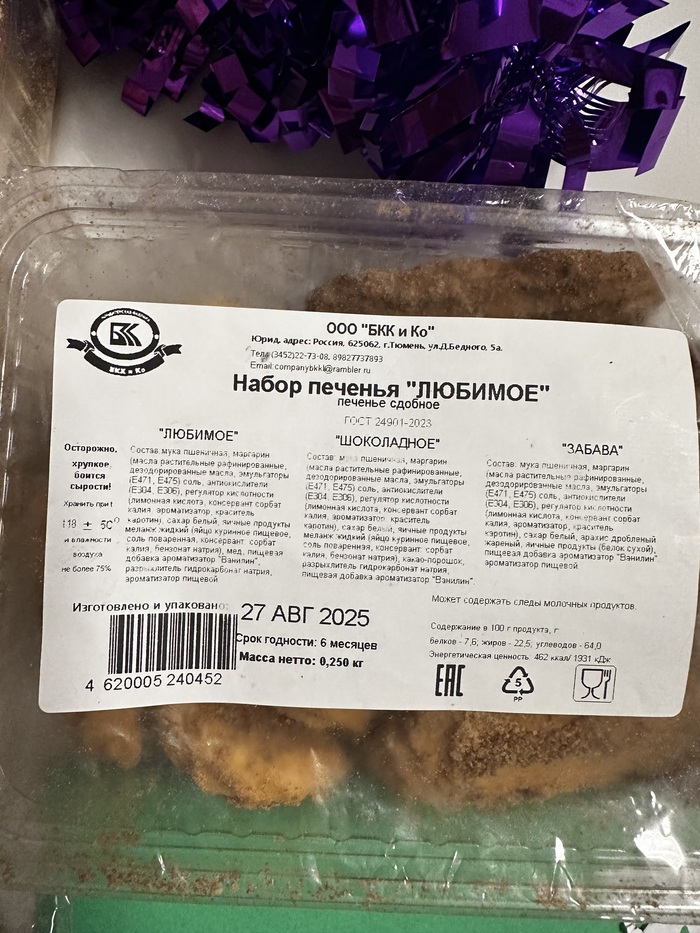 БКК
БКК и Ко
ООО "БКК и Ко"
Юрид. адрес: Россия, 625062, г.Тюмень, ул.Д.Бедного, 5а.
Тел.(3452)22-73-08, 89827737893
Email:companybkk@rambler.ru
Набор печенья "ЛЮБИМОЕ"
печенье сдобное
ГОСТ 24901-2023
Осторожно,
хрупкое,
боится
сырости!
Хранить при t
+18 ± 5С°
и влажности
воздуха
не более 75%
"ЛЮБИМОЕ"
Состав: мука пшеничная, маргарин
(масла растительные рафинированные,
дезодорированные масла, эмульгаторы
(Е471, Е475) соль, антиокислители
(Е304, Е306), регулятор кислотности
(лимонная кислота, консервант сорбат
калия, ароматизатор, краситель
каротин), сахар белый, яичные продукты
меланж жидкий (яйцо куриное пищевое,
соль поваренная, консервант: сорбат
калия, бензонат натрия), мед, пищевая
добавка ароматизатор "Ванилин",
разрыхлитель гидрокарбонат натрия,
ароматизатор пищевой
"ШОКОЛАДНОЕ"
Состав: мука пшеничная, маргарин
(масла растительные рафинированные,
дезодорированные масла, эмульгаторы
(Е471, Е475) соль, антиокислители
(Е304, Е306), регулятор кислотности
(лимонная кислота, консервант сорбат
калия, ароматизатор, краситель
каротин), сахар белый, яичные продукты
меланж жидкий (яйцо куриное пищевое,
соль поваренная, консервант: сорбат
калия, бензонат натрия), какао-порошок,
разрыхлитель гидрокарбонат натрия,
пищевая добавка ароматизатор "Ванилин".
"ЗАБАВА"
Состав: мука пшеничная, маргарин
(масла растительные рафинированные,
дезодорированные масла, эмульгаторы
(Е471, Е475) соль, антиокислители
(Е304, Е306), регулятор кислотности
(лимонная кислота, консервант сорбат
калия, ароматизатор, краситель
каротин), сахар белый, арахис дробленый
жареный, яичные продукты (белок сухой),
пищевая добавка ароматизатор "Ванилин"
ароматизатор пищевой
Может содержать следы молочных продуктов.
Изготовлено и упаковано:
27 АВГ 2025
Срок годности: 6 месяцев
Масса нетто: 0,250 кг
4 620005 240452
Содержание в 100 г продукта, г:
белков - 7,6, жиров - 22,5, углеводов - 64,0
Энергетическая ценность 462 ккал/ 1931 кДж
ЕАС
5
PP